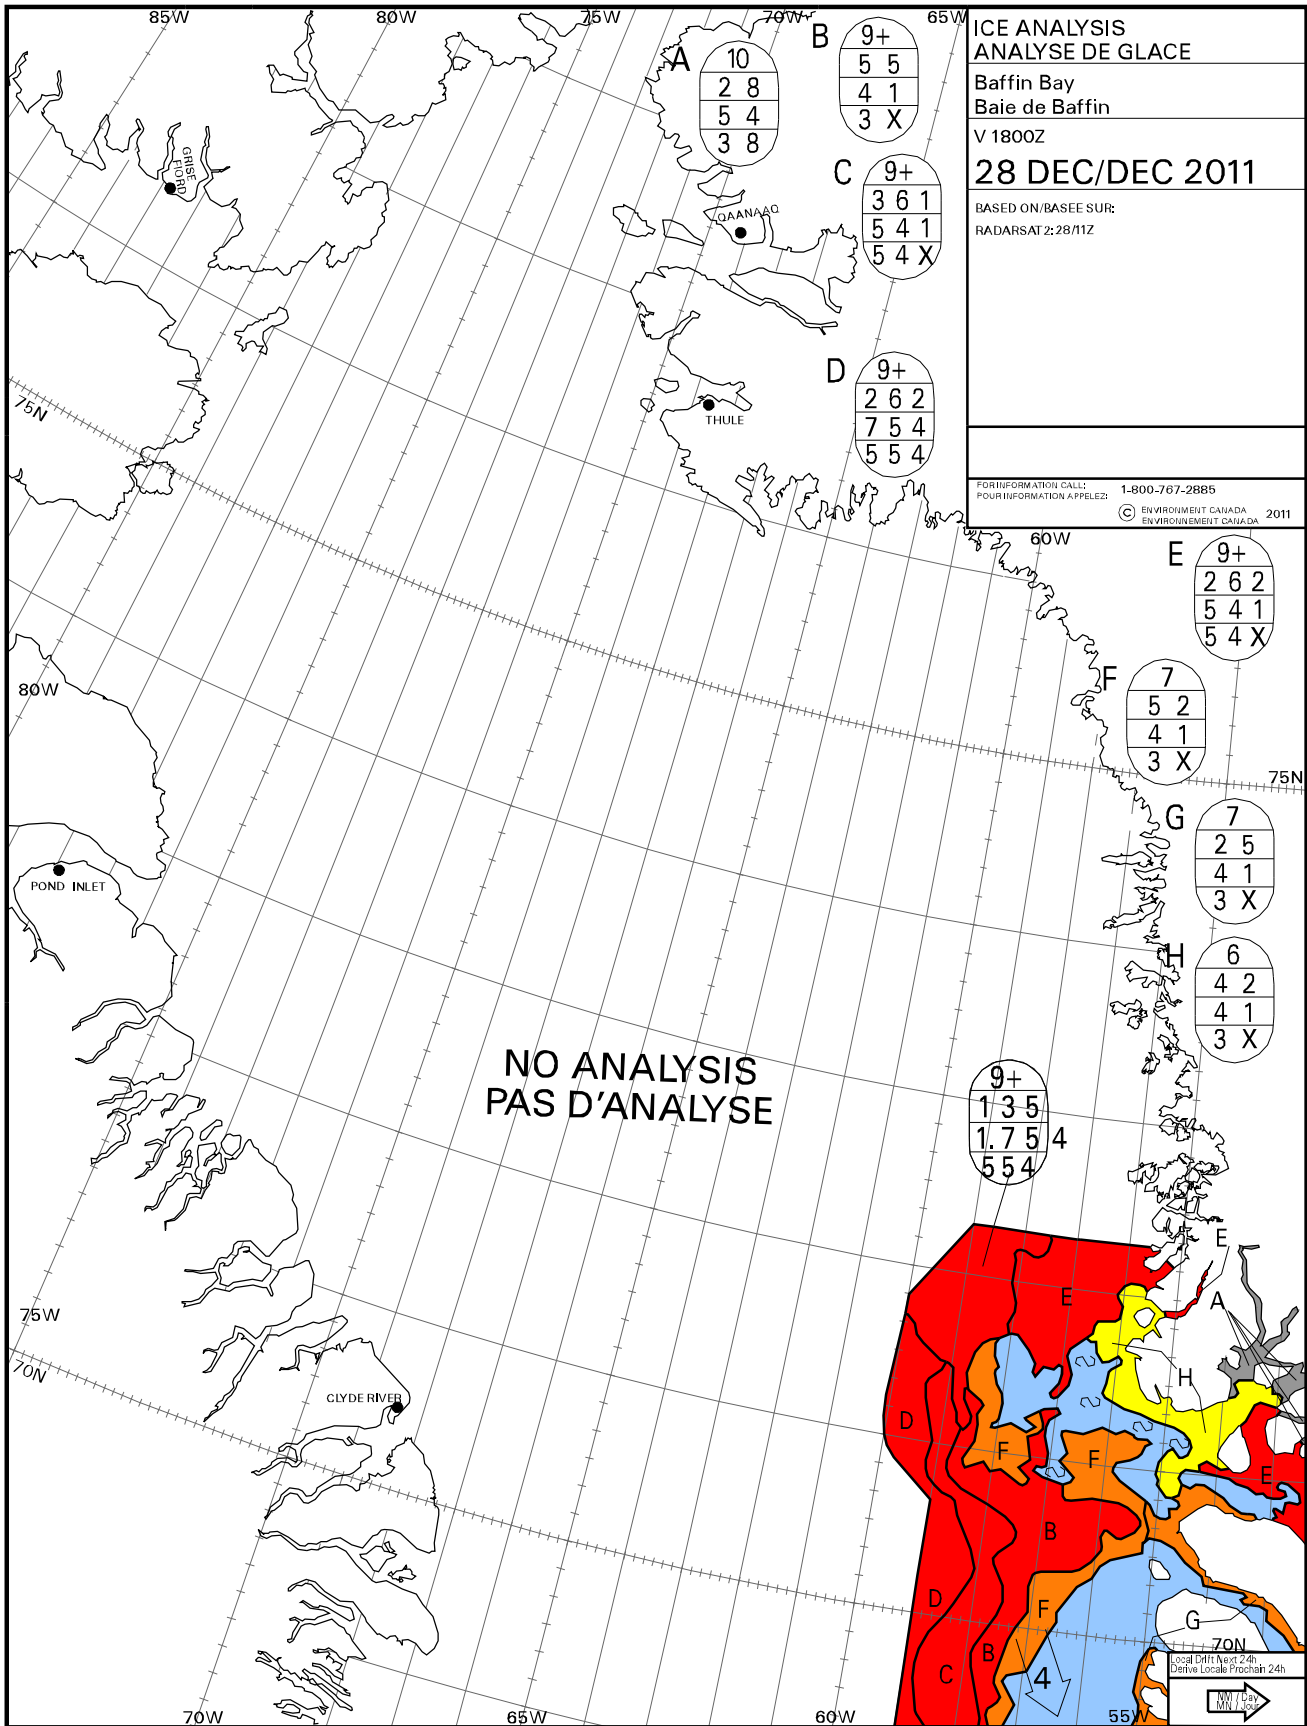 85W
80W
75W
70W
65W
ICE ANALYSIS
ANALYSE DE GLACE
Baffin Bay
Baie de Baffin
V 1800Z
28 DEC/DEC 2011
BASED ON/BASEE SUR:
RADARSAT2: 28/11Z
FOR INFORMATION CALL:
POUR INFORMATION APPELEZ:
1-800-767-2885
© ENVIRONMENT CANADA
ENVIRONNEMENT CANADA
2011
A
10
2 8
5 4
3 8
B
9+
5 5
4 1
3 X
C
9+
3 6 1
5 4 1
5 4 X
D
9+
2 6 2
7 5 4
5 5 4
GRISE
FIORD
QAANAAQ
THULE
75N
60W
E
9+
2 6 2
5 4 1
5 4 X
F
7
5 2
4 1
3 X
80W
75N
G
7
2 5
4 1
3 X
POND INLET
H
6
4 2
4 1
3 X
NO ANALYSIS
PAS D'ANALYSE
9+
1 3 5
1. 7 5 4
5 5 4
E
A
E
75W
70N
H
CLYDE RIVER
D
F
F
E
B
D
F
G
70N
B
C
4
Local Drift Next 24h
Derive Locale Prochain 24h
NM / Day
MN / Jour
70W
65W
60W
55W